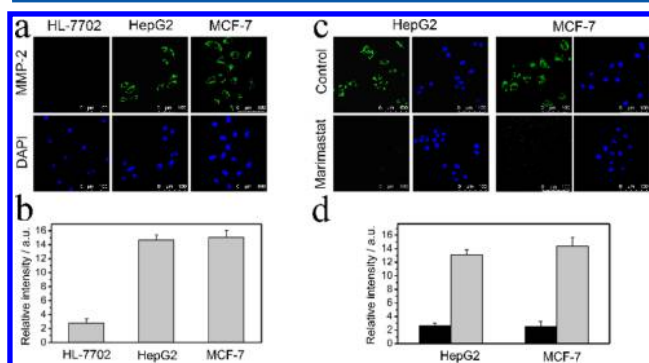 a
HL-7702 HepG2 MCF-7
MMP-2
DAPI
c
HepG2 MCF-7
Control
Marimastat
b
Relative intensity / a.u.
16
14
12
10
8
6
4
2
0
HL-7702 HepG2 MCF-7
d
Relative intensity / a.u.
16
14
12
10
8
6
4
2
0
HepG2 MCF-7